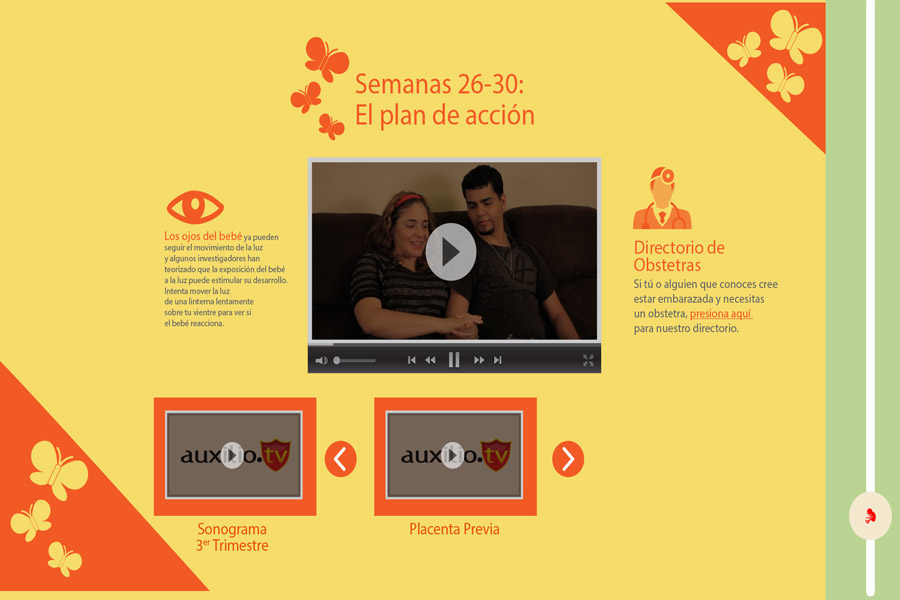 Semanas 26-30:
El plan de acción
Los ojos del bebé ya pueden
seguir el movimiento de la luz
y algunos investigadores han
teorizado que la exposición del bebé
a la luz puede estimular su desarrollo.
Intenta mover la luz
de una linterna lentamente
sobre tu vientre para ver si
el bebé reacciona.
Directorio de
Obstetras
Si tú o alguien que conoces cree
estar embarazada y necesitas
un obstetra, presiona aquí
para nuestro directorio.
auxilio.tv
auxilio.tv
Sonograma
3er Trimestre
Placenta Previa